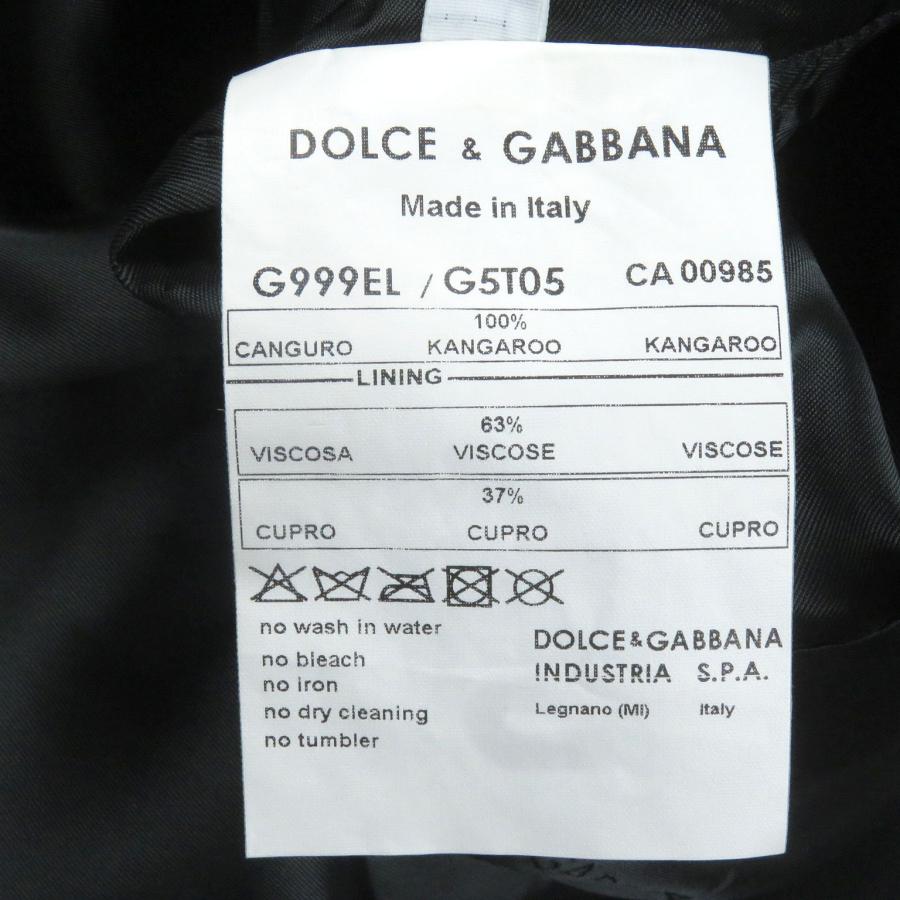 DOLCE & GABBANA
Made in Italy
G999EL / G5T05 CA 00985
100%
CANGURO KANGAROO KANGAROO
LINING
63%
VISCOSA VISCOSE VISCOSE
37%
CUPRO CUPRO CUPRO
no wash in water
no bleach
no iron
no dry cleaning
no tumbler
DOLCE&GABBANA
INDUSTRIA S.P.A.
Legnano (MI) Italy